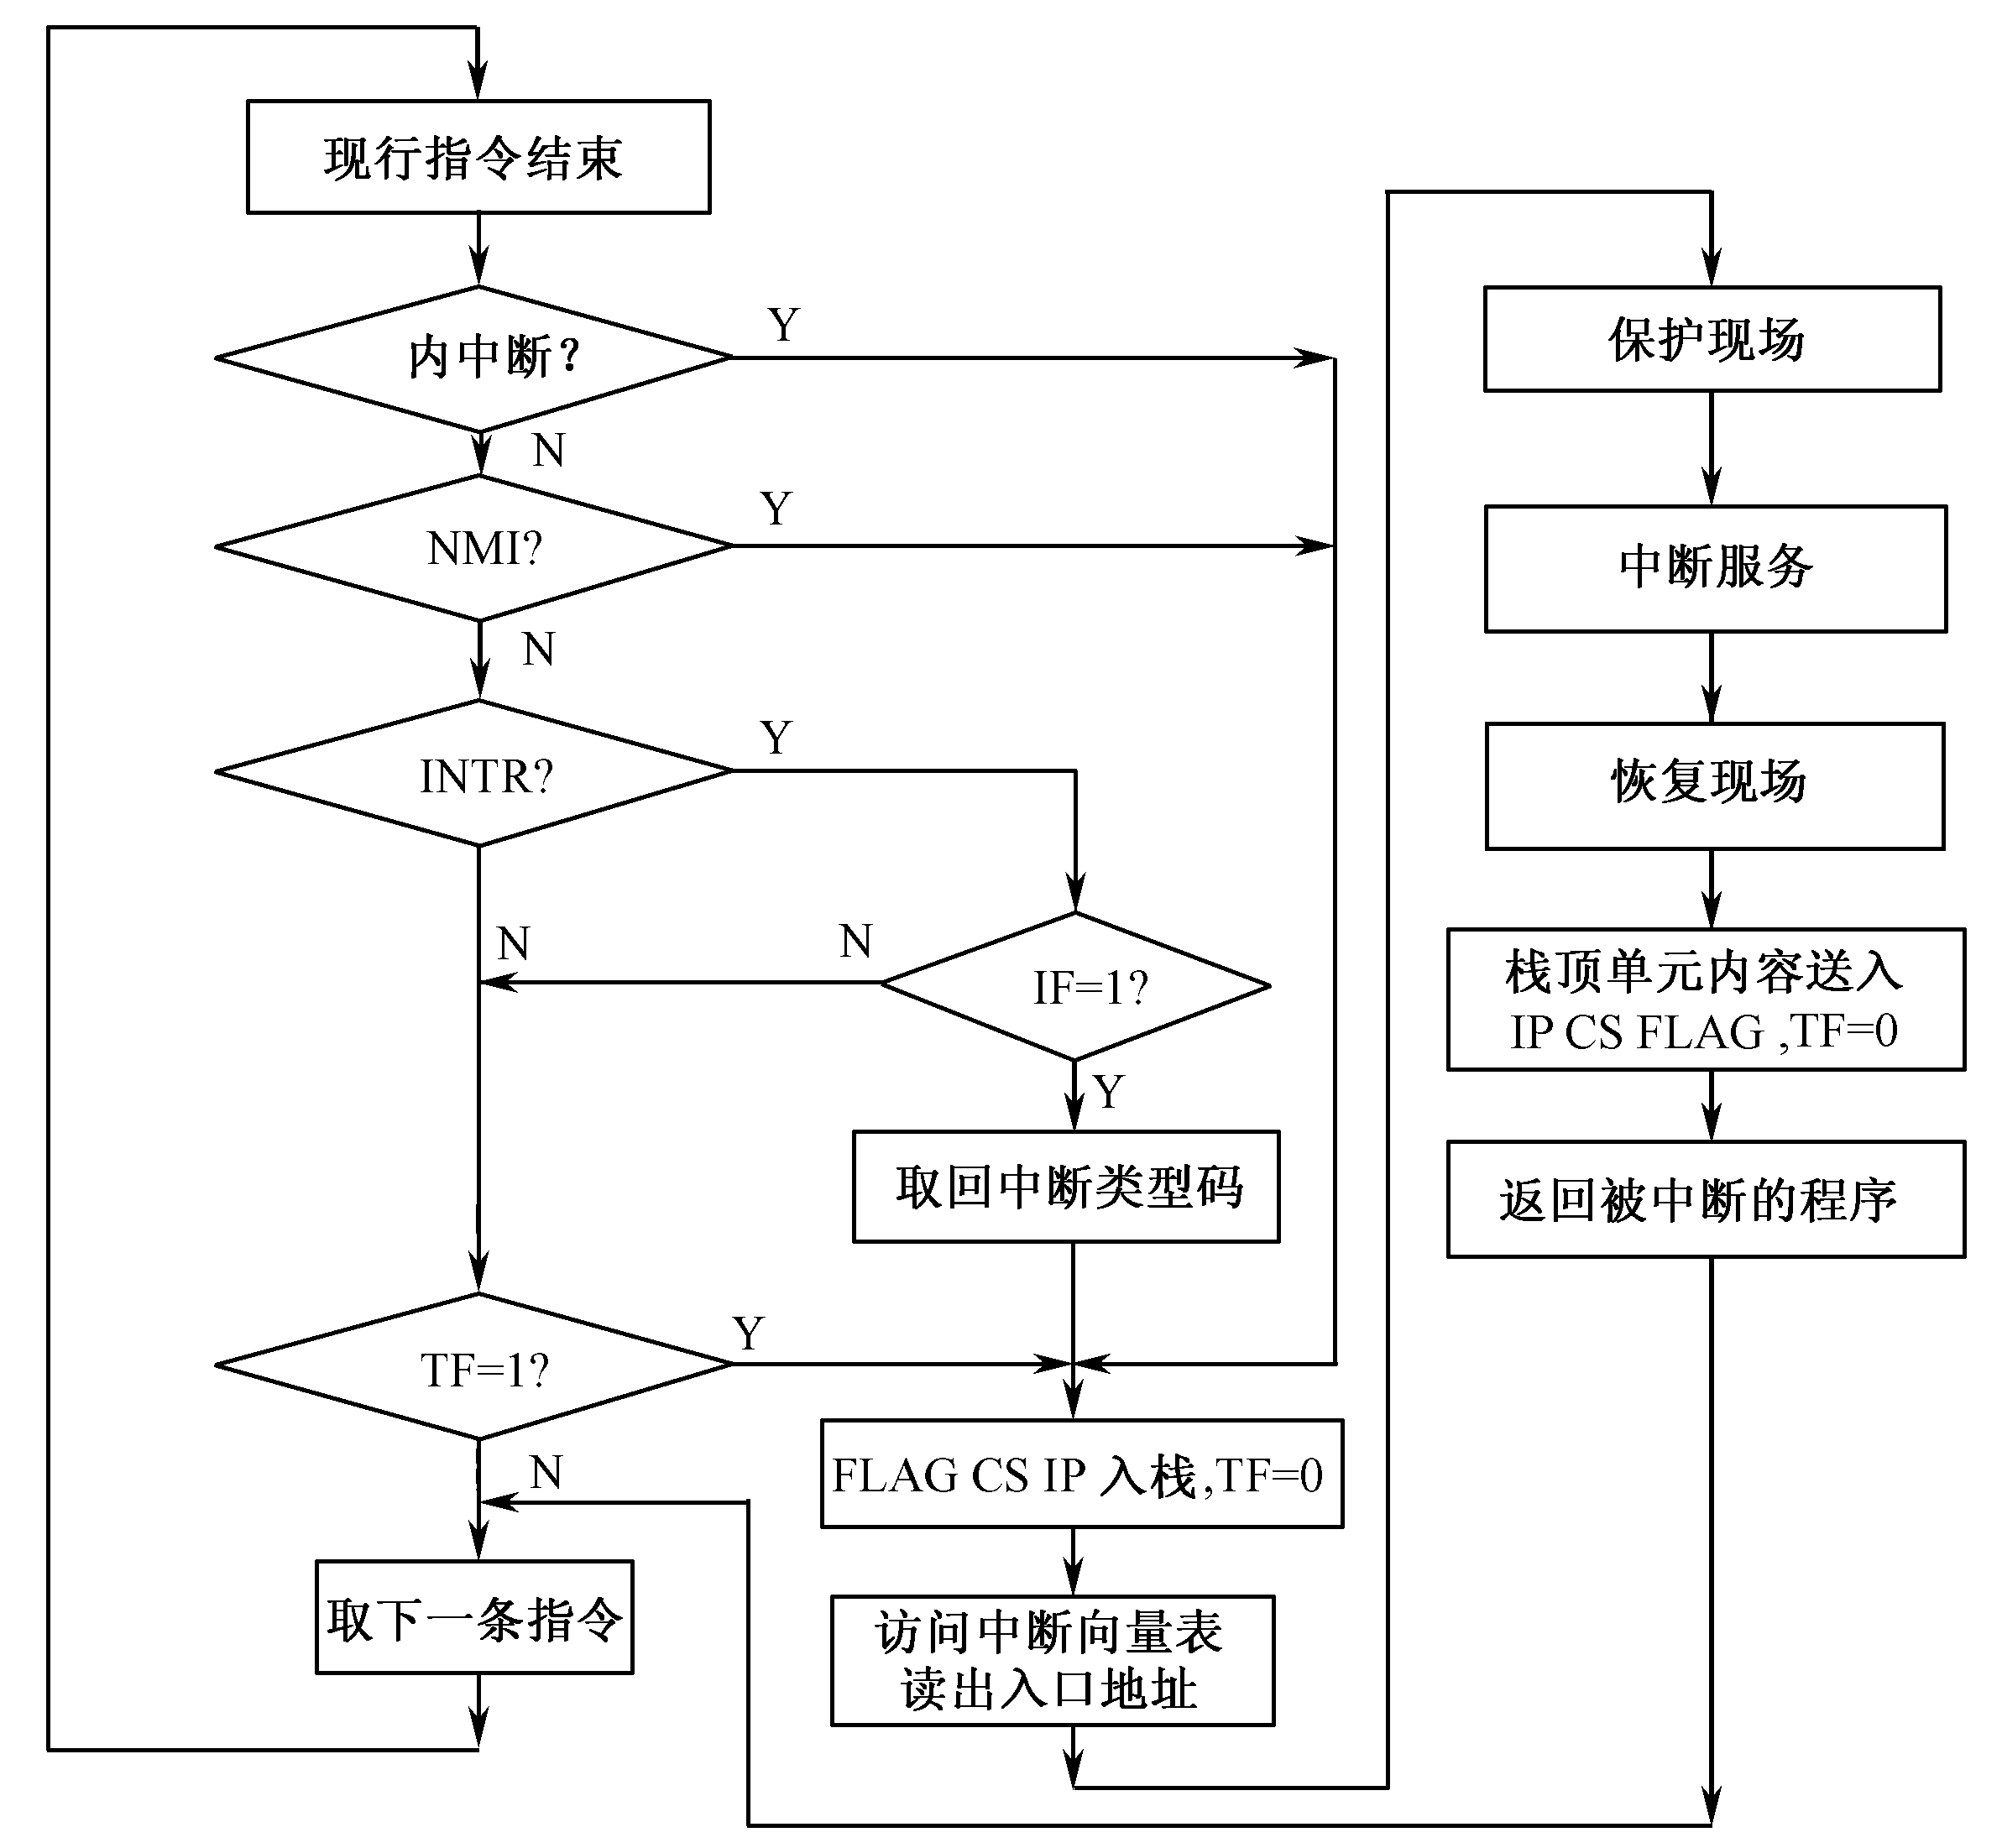 现行指令结束
内中断？
Y
N
NMI?
Y
N
INTR?
Y
N
N
IF=1?
Y
取回中断类型码
TF=1?
Y
N
FLAG CS IP 入栈,TF=0
取下一条指令
访问中断向量表
读出入口地址
保护现场
中断服务
恢复现场
栈顶单元内容送入
IP CS FLAG ,TF=0
返回被中断的程序